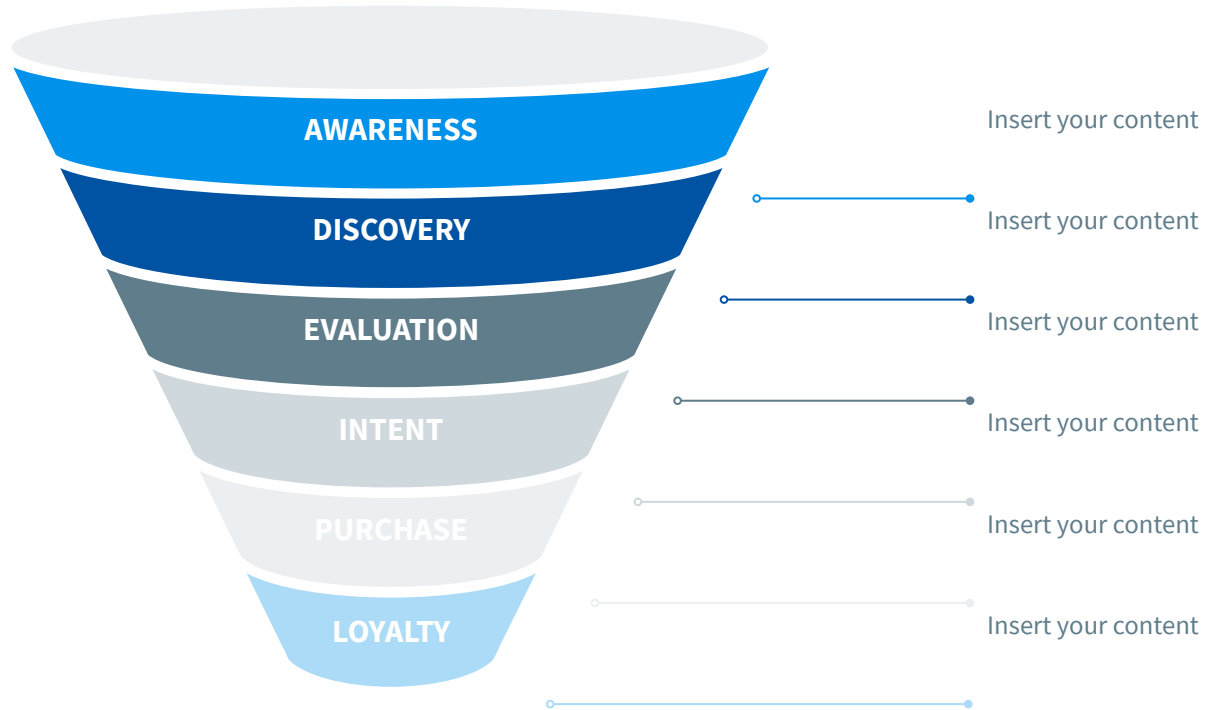 AWARENESS
Insert your content
DISCOVERY
Insert your content
EVALUATION
Insert your content
INTENT
Insert your content
PURCHASE
Insert your content
LOYALTY
Insert your content